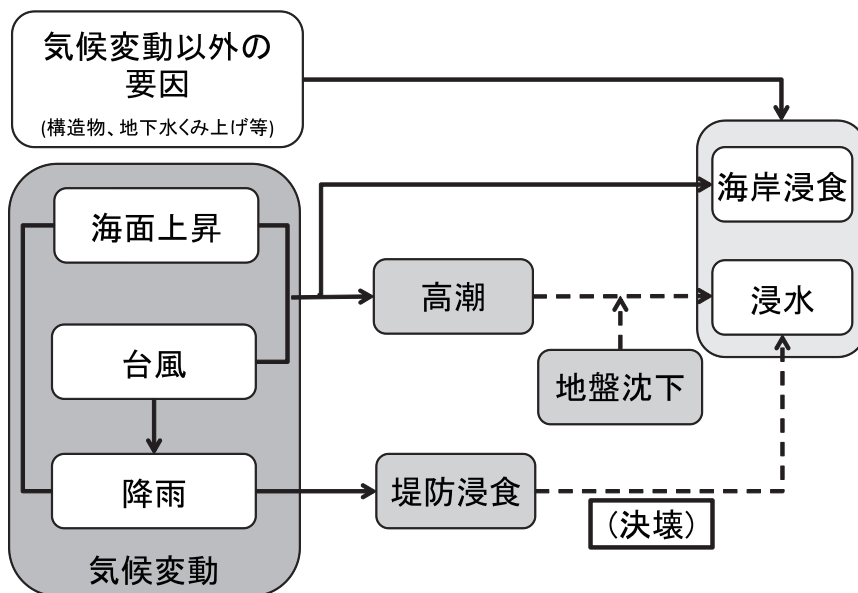 気候変動以外の
要因
(構造物、地下水くみ上げ等)
海面上昇
海岸浸食
高潮
浸水
台風
地盤沈下
降雨
堤防浸食
(決壊)
気候変動